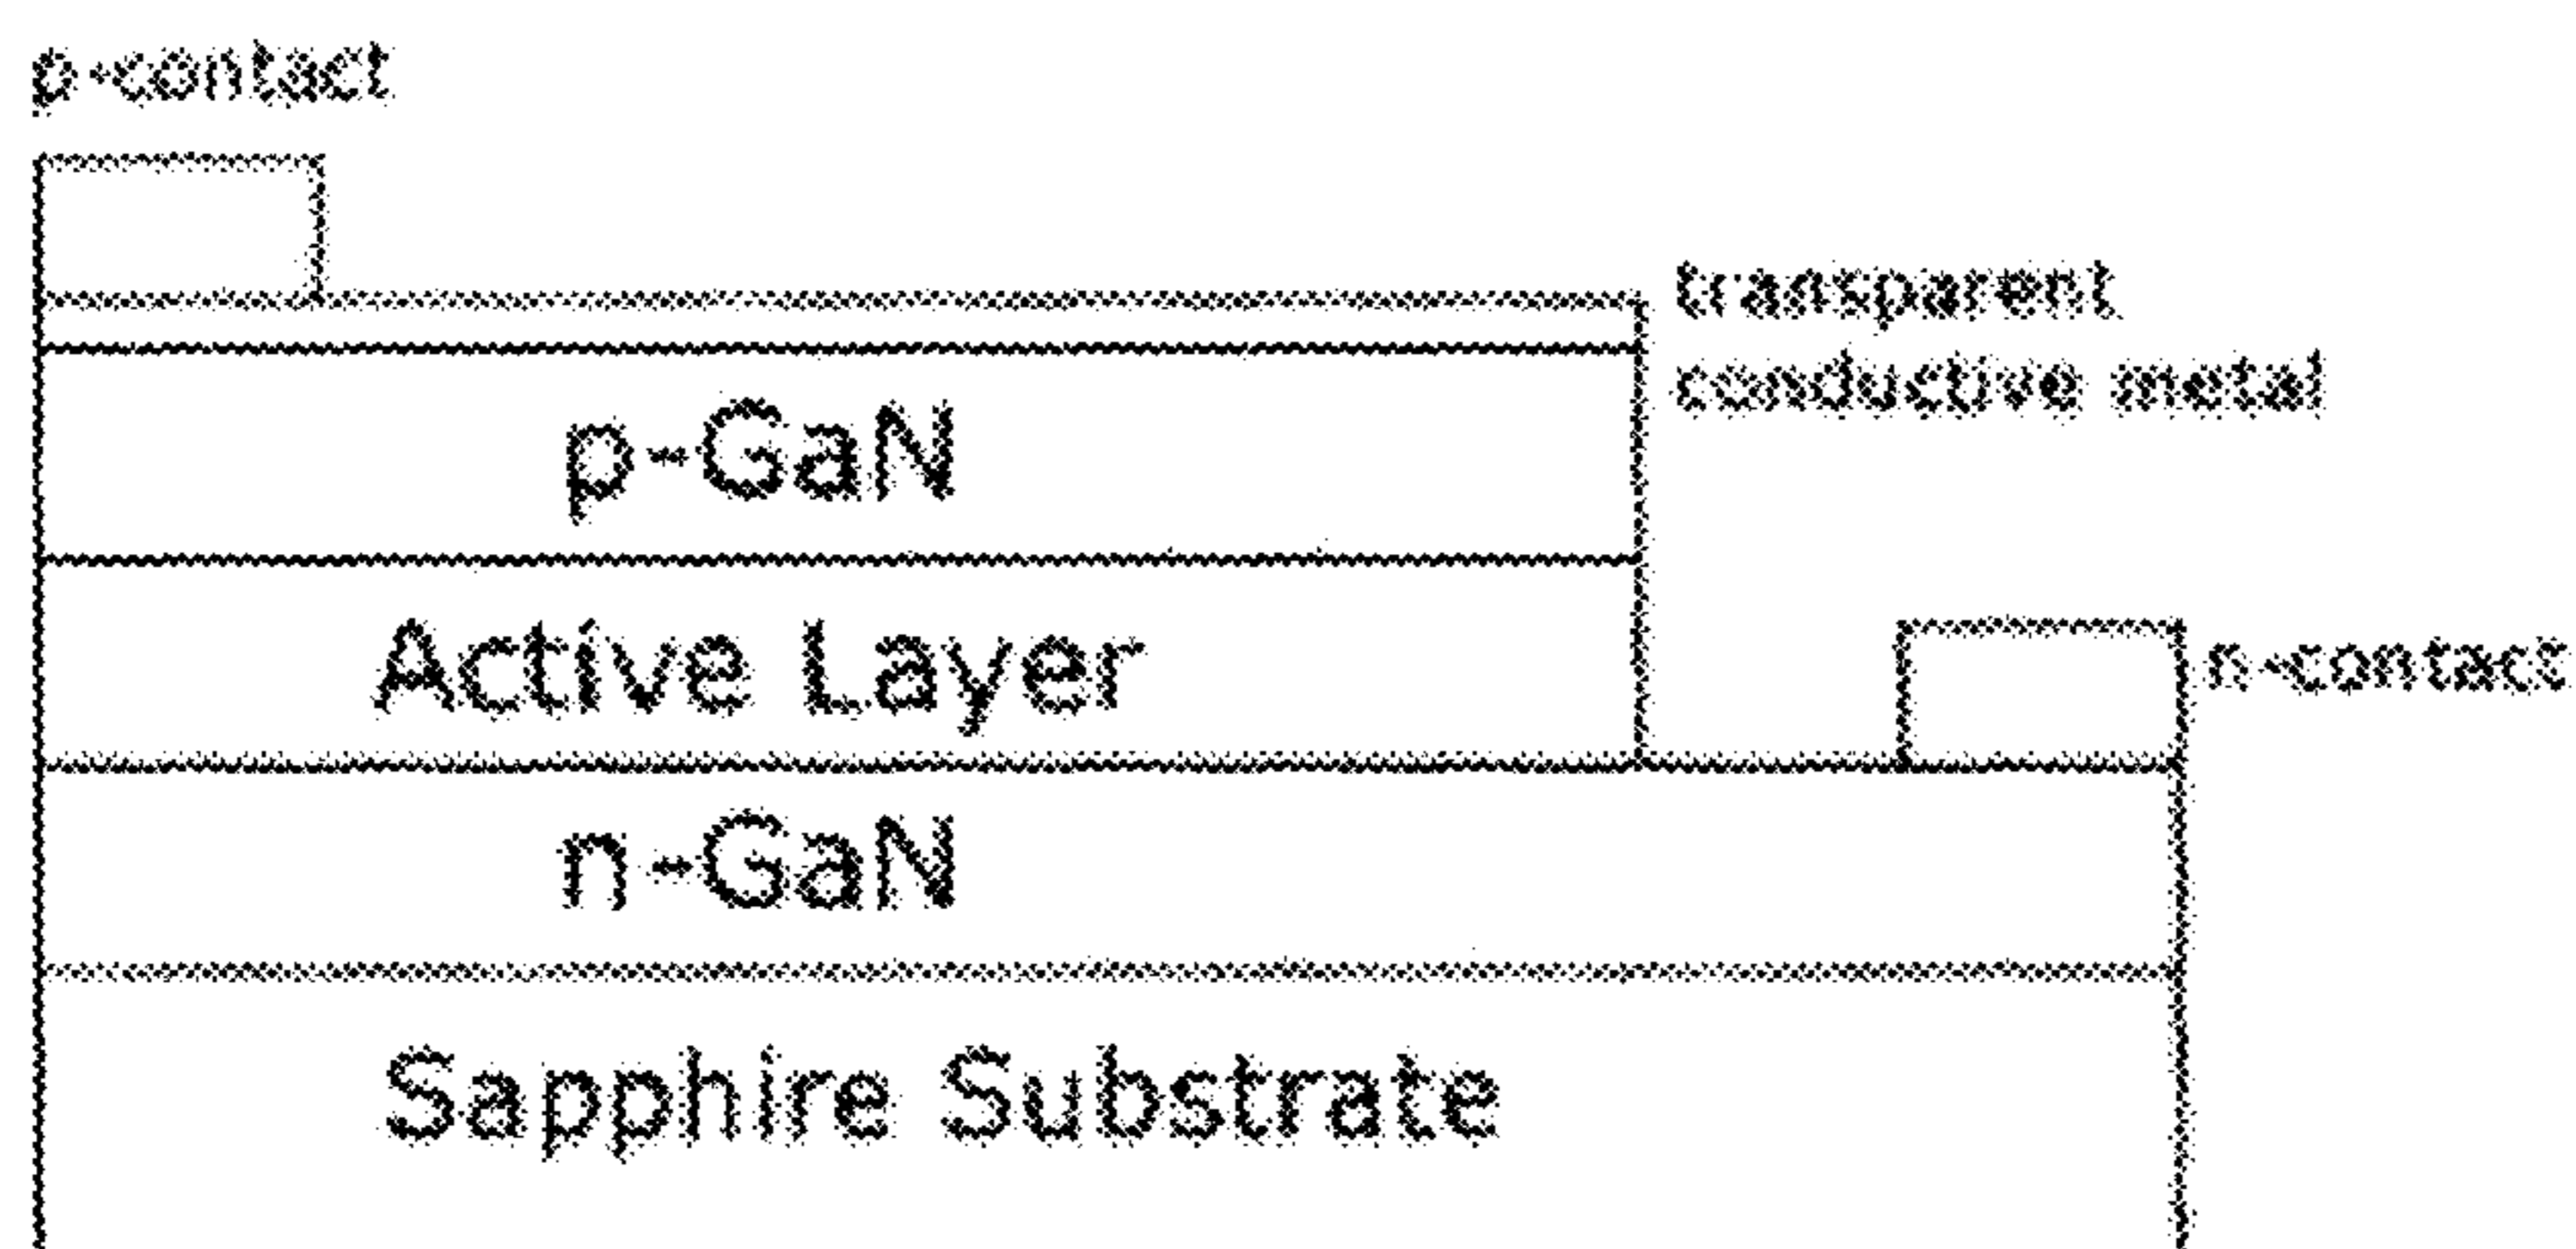 p-contact
transparent
conductive metal
p-GaN
Active Layer
n-contact
n-GaN
Sapphire Substrate